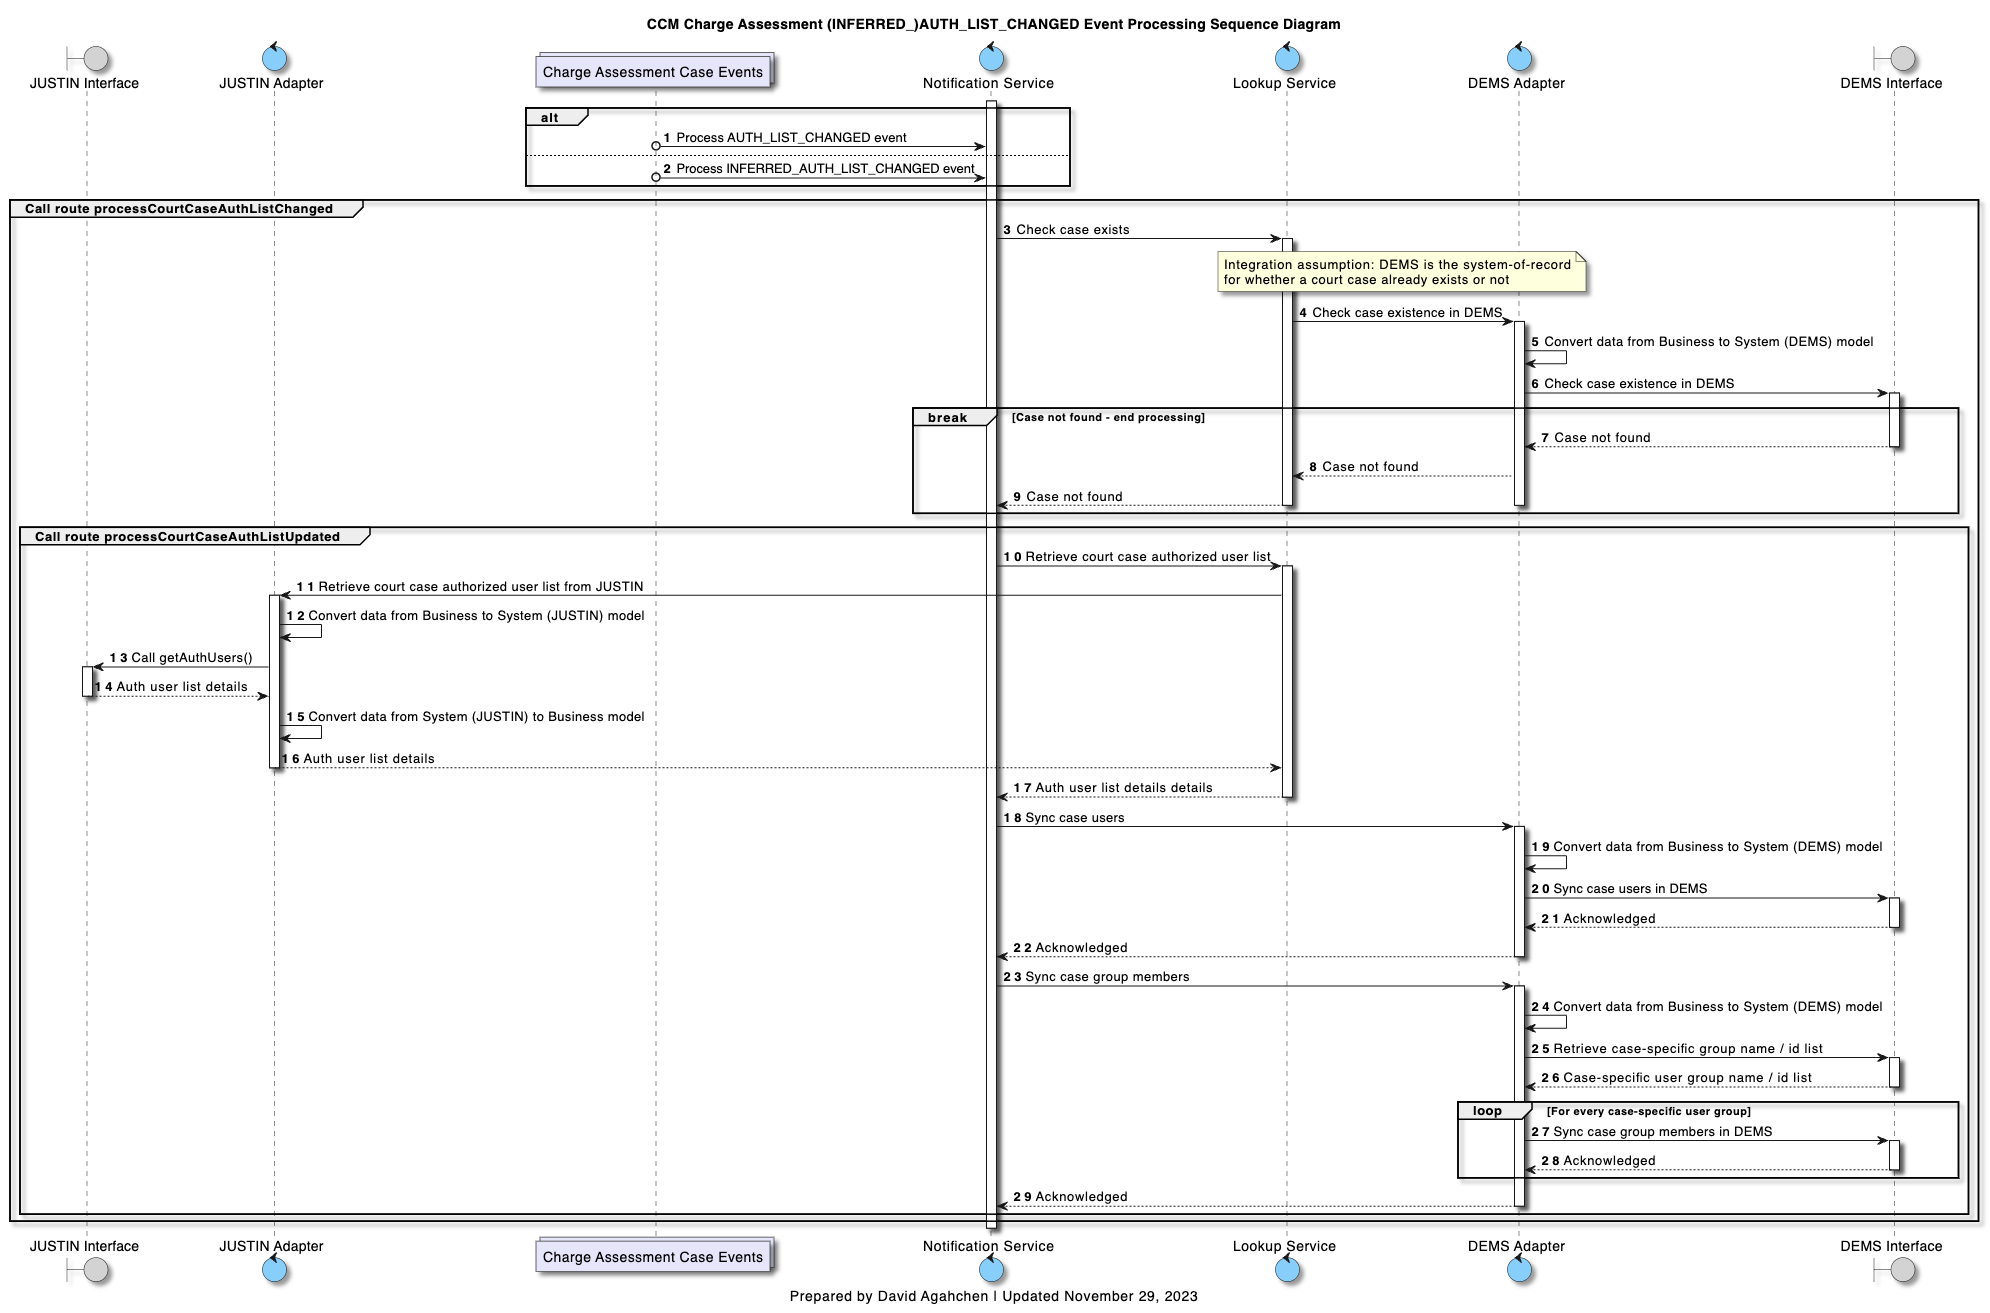 CCM Charge Assessment (INFERRED_)AUTH_LIST_CHANGED Event Processing Sequence Diagram
JUSTIN Interface
JUSTIN Adapter
Charge Assessment Case Events
Notification Service
Lookup Service
DEMS Adapter
DEMS Interface
alt
1 Process AUTH_LIST_CHANGED event
2 Process INFERRED_AUTH_LIST_CHANGED event
Call route processCourtCaseAuthListChanged
3 Check case exists
Integration assumption: DEMS is the system-of-record
for whether a court case already exists or not
4 Check case existence in DEMS
5 Convert data from Business to System (DEMS) model
6 Check case existence in DEMS
break [Case not found - end processing]
7 Case not found
8 Case not found
9 Case not found
Call route processCourtCaseAuthListUpdated
10 Retrieve court case authorized user list
11 Retrieve court case authorized user list from JUSTIN
12 Convert data from Business to System (JUSTIN) model
13 Call getAuthUsers()
14 Auth user list details
15 Convert data from System (JUSTIN) to Business model
16 Auth user list details
17 Auth user list details details
18 Sync case users
19 Convert data from Business to System (DEMS) model
20 Sync case users in DEMS
21 Acknowledged
22 Acknowledged
23 Sync case group members
24 Convert data from Business to System (DEMS) model
25 Retrieve case-specific group name / id list
26 Case-specific user group name / id list
loop [For every case-specific user group]
27 Sync case group members in DEMS
28 Acknowledged
29 Acknowledged
JUSTIN Interface
JUSTIN Adapter
Charge Assessment Case Events
Notification Service
Lookup Service
DEMS Adapter
DEMS Interface
Prepared by David Agahchen | Updated November 29, 2023